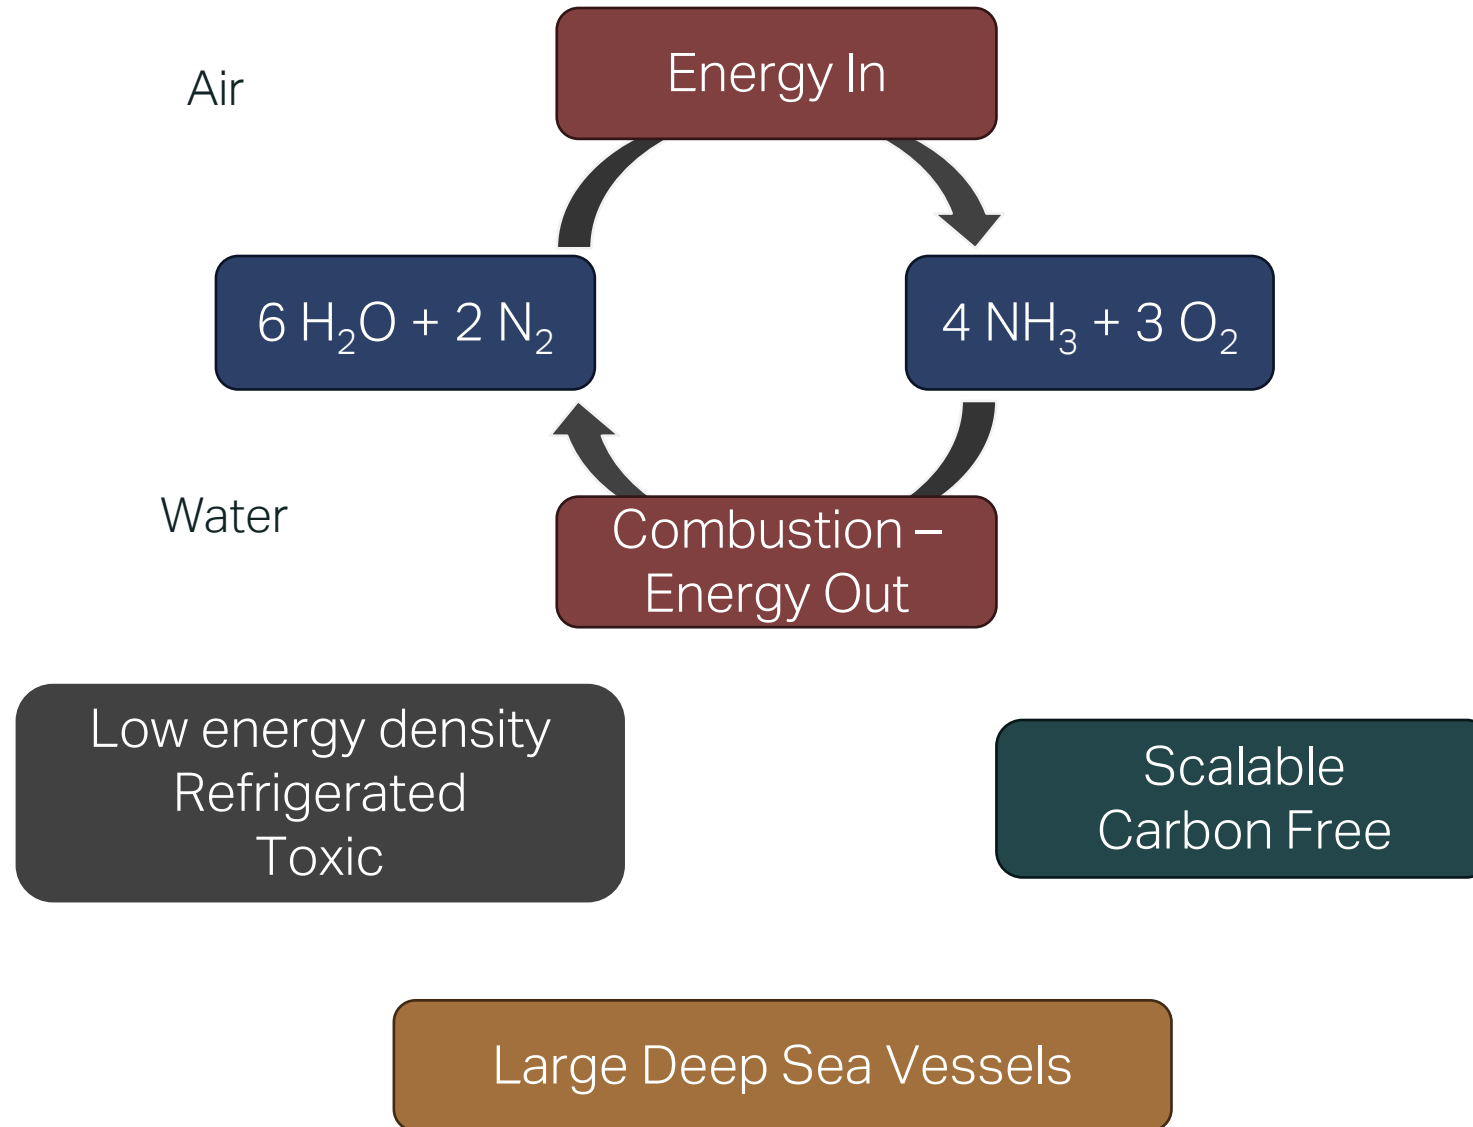 Air
Energy In
6 H₂O + 2 N₂
4 NH₃ + 3 O₂
Water
Combustion –
Energy Out
Low energy density
Refrigerated
Toxic
Scalable
Carbon Free
Large Deep Sea Vessels